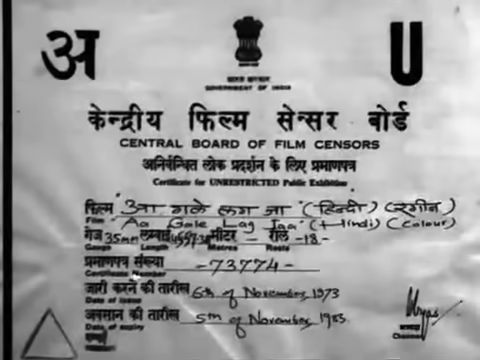 अ
U
भारत सरकार
GOVERNMENT OF INDIA
केन्द्रीय फिल्म सेन्सर बोर्ड
CENTRAL BOARD OF FILM CENSORS
अनिर्बन्धित लोक प्रदर्शन के लिए प्रमाणपत्र
Certificate for UNRESTRICTED Public Exhibition
फिल्म आ गले लग जा (हिन्दी) (रंगीन)
Film "Aa Gale Lag Jaa" (Hindi) (Colour)
गेज 35mm लम्बाई मीटर - रील -18-
Gauge Length Metres Reels
प्रमाणपत्र संख्या -73774-
Certificate Number
जारी करने की तारीख 6th of November, 1973
Date of issue
अवसान की तारीख 5th of November, 1983
Date of expiry
अध्यक्ष
Chairman